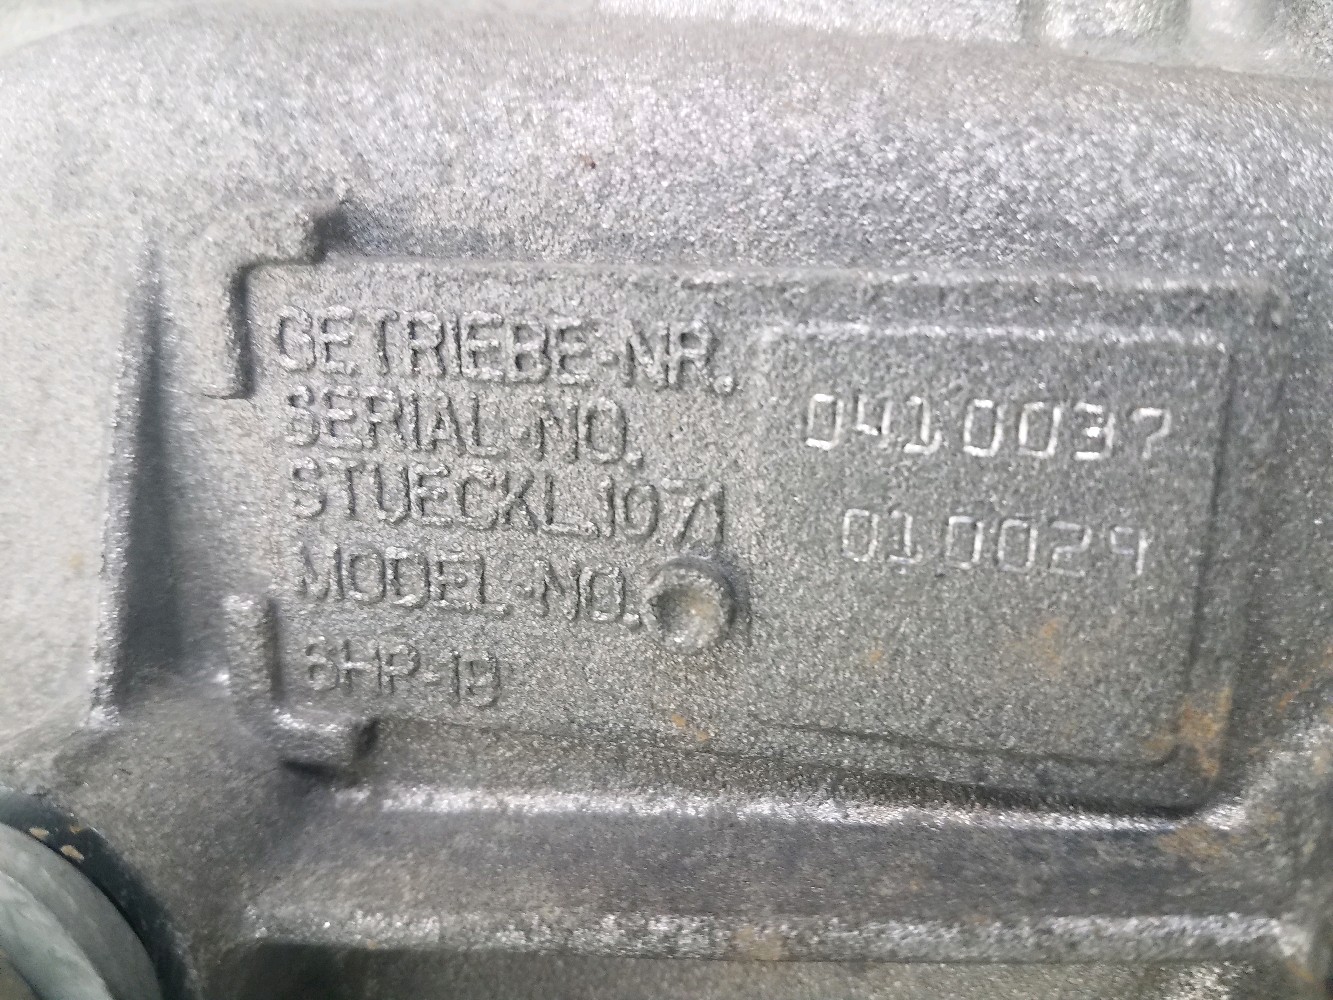 GETRIEBE-NR.
SERIAL-NO. 0410037
STUECKL.1071 010029
MODEL-NO.
6HP-19